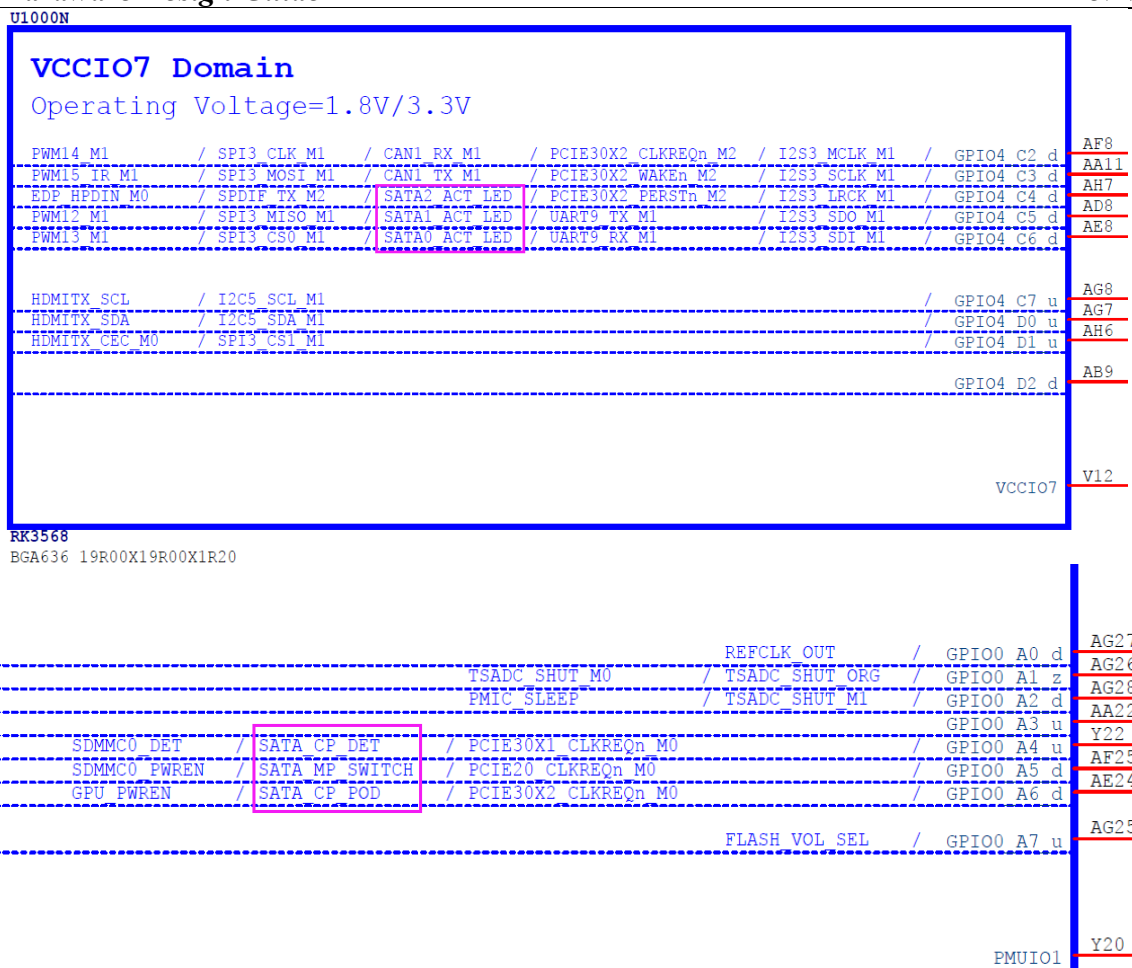 U1000N
VCCIO7 Domain
Operating Voltage=1.8V/3.3V
PWM14_M1 / SPI3_CLK_M1 / CAN1_RX_M1 / PCIE30X2_CLKREQn_M2 / I2S3_MCLK_M1 / GPIO4_C2_d AF8
PWM15_IR_M1 / SPI3_MOSI_M1 / CAN1_TX_M1 / PCIE30X2_WAKEn_M2 / I2S3_SCLK_M1 / GPIO4_C3_d AA11
EDP_HPDIN_M0 / SPDIF_TX_M2 / SATA2_ACT_LED / PCIE30X2_PERSTn_M2 / I2S3_LRCK_M1 / GPIO4_C4_d AH7
PWM12_M1 / SPI3_MISO_M1 / SATA1_ACT_LED / UART9_TX_M1 / I2S3_SDO_M1 / GPIO4_C5_d AD8
PWM13_M1 / SPI3_CS0_M1 / SATA0_ACT_LED / UART9_RX_M1 / I2S3_SDI_M1 / GPIO4_C6_d AE8
HDMITX_SCL / I2C5_SCL_M1 / GPIO4_C7_u AG8
HDMITX_SDA / I2C5_SDA_M1 / GPIO4_D0_u AG7
HDMITX_CEC_M0 / SPI3_CS1_M1 / GPIO4_D1_u AH6
GPIO4_D2_d AB9
VCCIO7 V12
RK3568
BGA636_19R00X19R00X1R20
REFCLK_OUT / GPIO0_A0_d AG27
TSADC_SHUT_M0 / TSADC_SHUT_ORG / GPIO0_A1_z AG26
PMIC_SLEEP / TSADC_SHUT_M1 / GPIO0_A2_d AG28
GPIO0_A3_u AA22
SDMMC0_DET / SATA_CP_DET / PCIE30X1_CLKREQn_M0 / GPIO0_A4_u Y22
SDMMC0_PWREN / SATA_MP_SWITCH / PCIE20_CLKREQn_M0 / GPIO0_A5_d AF25
GPU_PWREN / SATA_CP_POD / PCIE30X2_CLKREQn_M0 / GPIO0_A6_d AE24
FLASH_VOL_SEL / GPIO0_A7_u AG25
PMUIO1 Y20